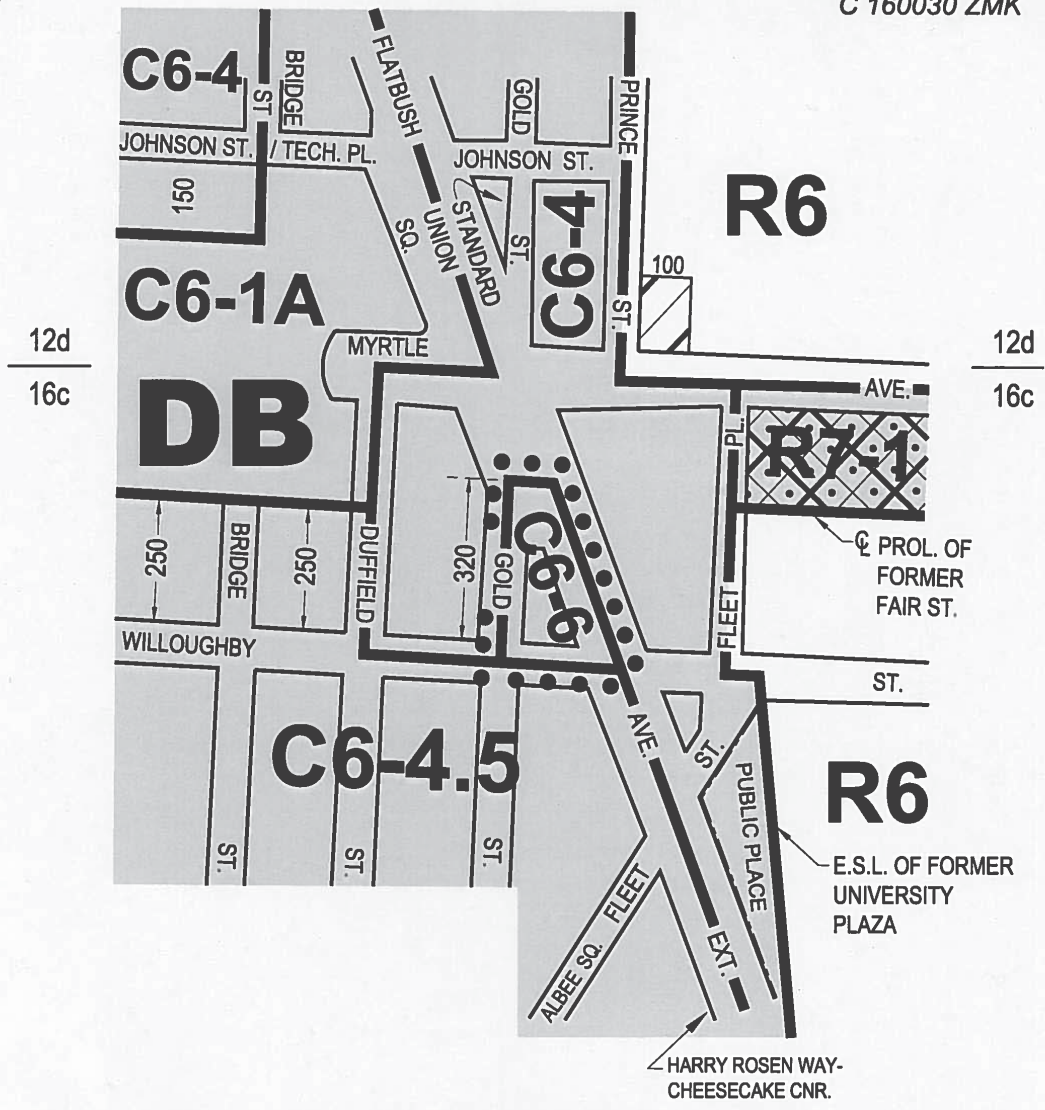 C 160030 ZMK
C6-4
BRIDGE
ST
FLATBUSH
GOLD
PRINCE
JOHNSON ST. / TECH. PL.
JOHNSON ST.
150
SQ.
UNION
STANDARD
ST.
C6-4
R6
C6-1A
ST.
100
12d
16c
MYRTLE
12d
16c
DB
AVE.
PL.
R7-1
250
BRIDGE
250
DUFFIELD
320
GOLD
C6-6
FLEET
℄ PROL. OF
FORMER
FAIR ST.
WILLOUGHBY
ST.
C6-4.5
AVE.
ST.
PUBLIC PLACE
R6
ST.
ST.
ST.
E.S.L. OF FORMER
UNIVERSITY
PLAZA
ALBEE SQ.
FLEET
EXT.
HARRY ROSEN WAY-
CHEESECAKE CNR.